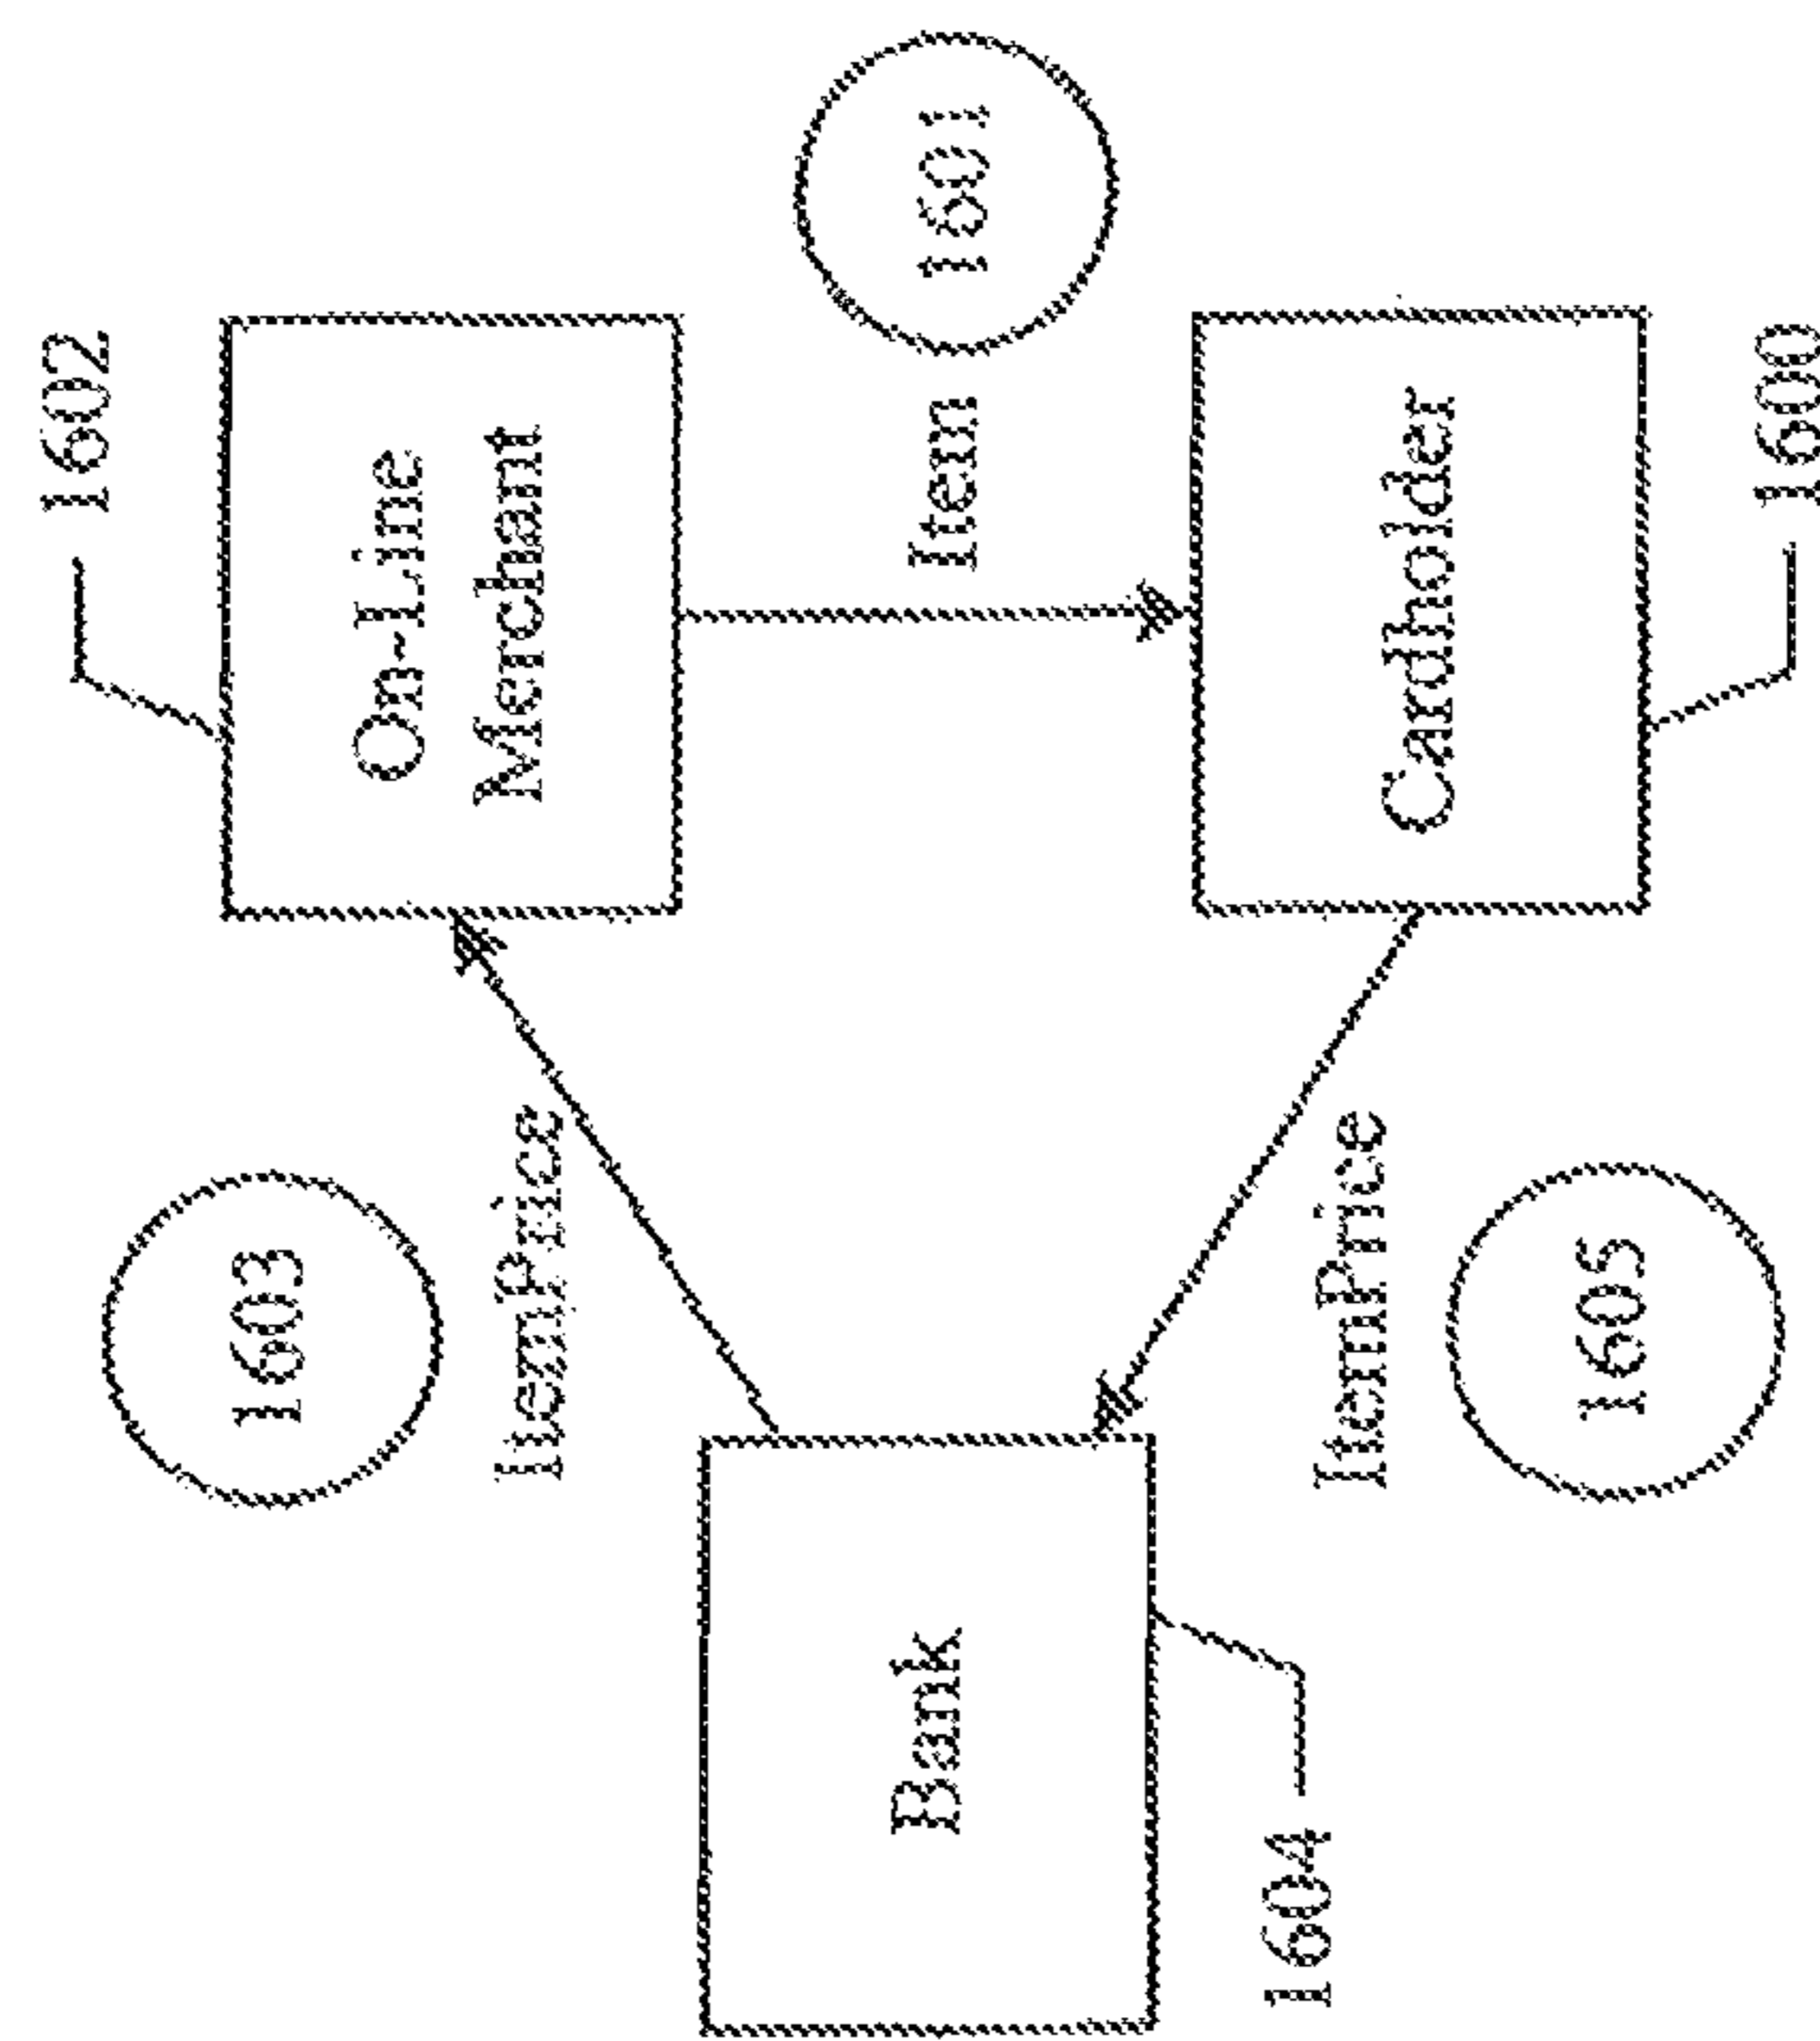 1602
On-Line
Merchant
1601
Item
1603
ItemPrice
Bank
1604
Cardholder
1600
ItemPrice
1605